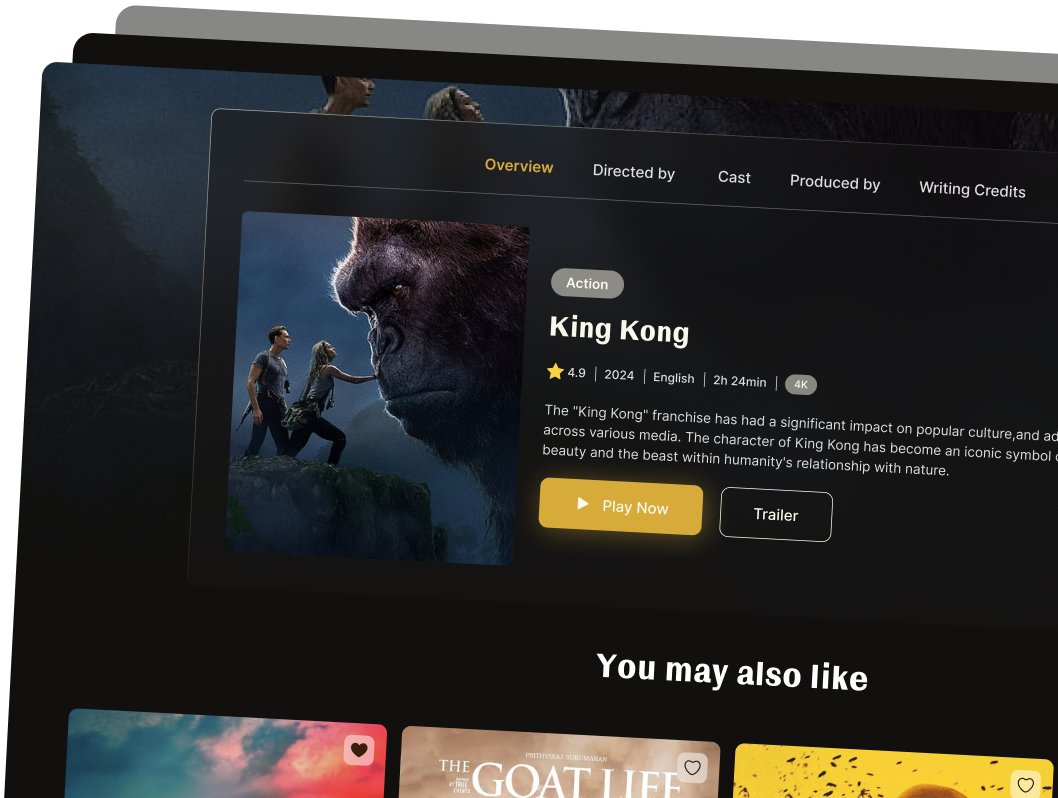 Overview Directed by Cast Produced by Writing Credits
Action
King Kong
4.9 2024 English 2h 24min 4K
The "King Kong" franchise has had a significant impact on popular culture,and ad
across various media. The character of King Kong has become an iconic symbol
beauty and the beast within humanity's relationship with nature.
Play Now Trailer
You may also like
PRITHVIRAJ SUKUMARAN
THE GOAT LIFE